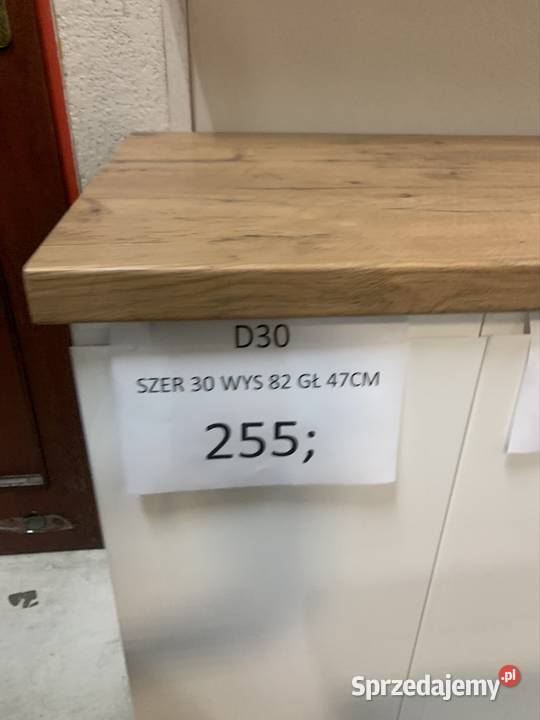 D30
SZER 30 WYS 82 GŁ 47CM
255;
Sprzedajemy.pl